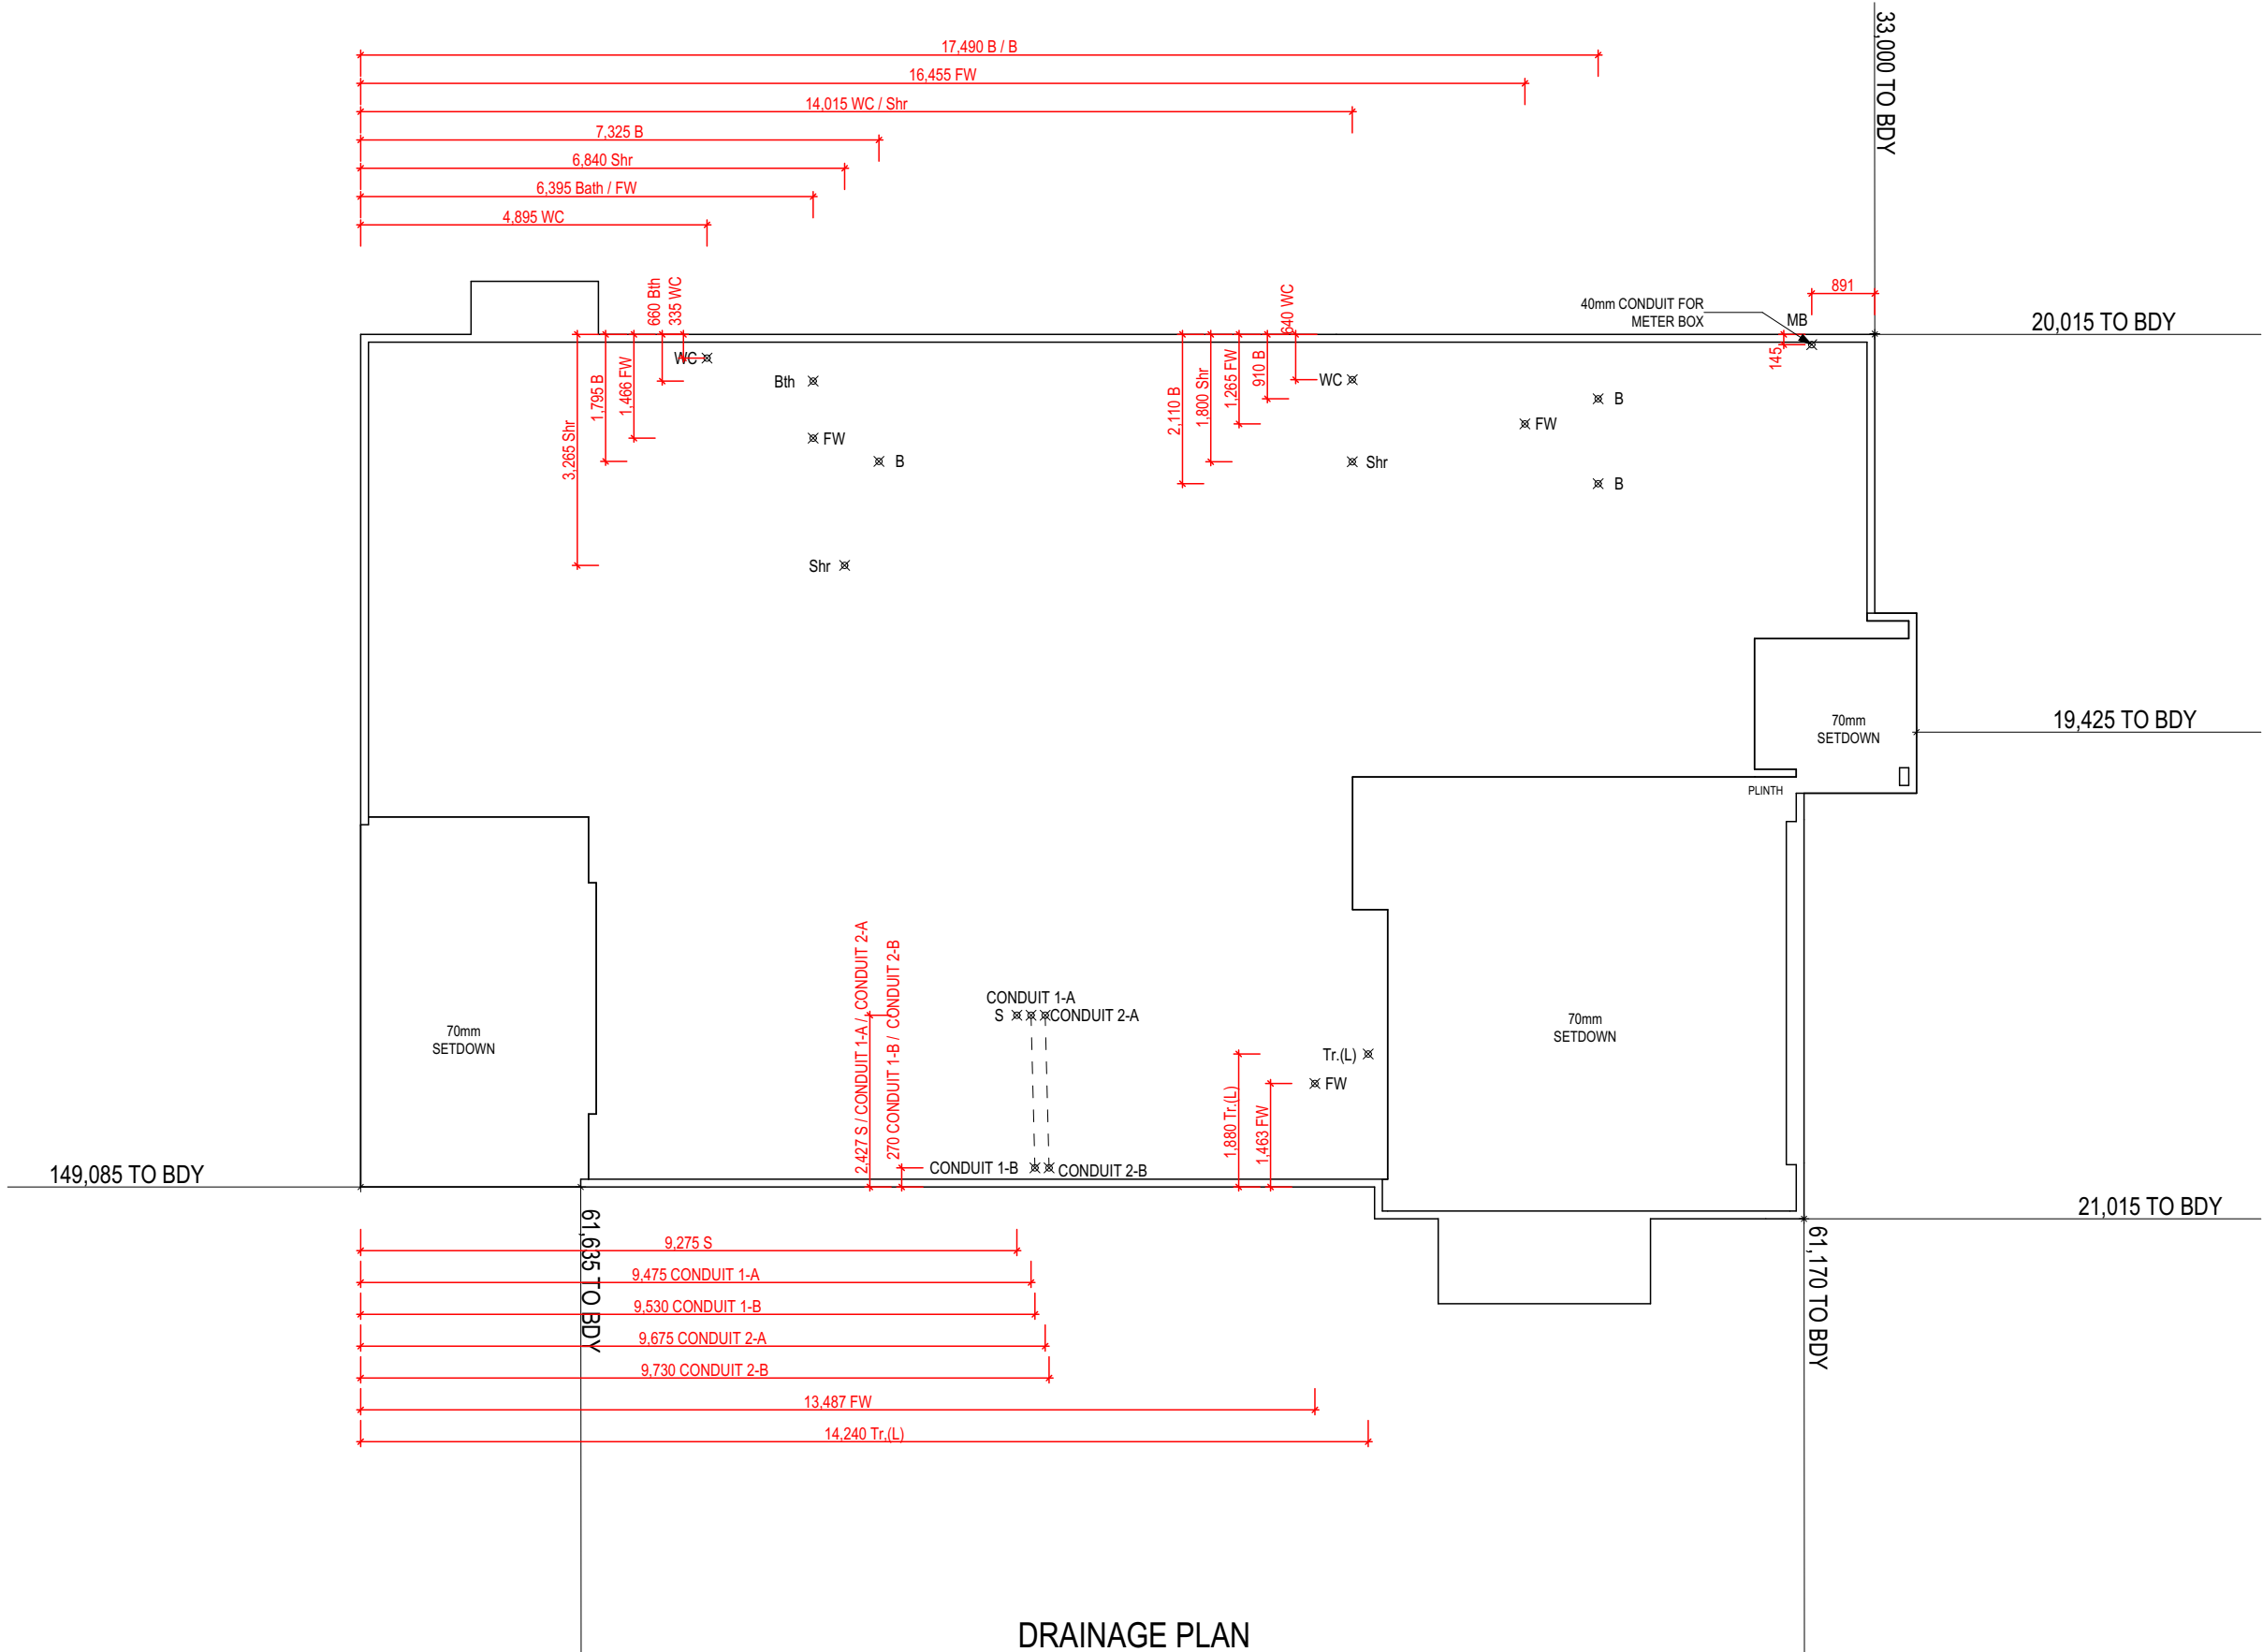 17,490 B / B
16,455 FW
14,015 WC / Shr
7,325 B
6,840 Shr
6,395 Bath / FW
4,895 WC
33,000 TO BDY
660 Bth
335 WC
640 WC
891
40mm CONDUIT FOR
METER BOX
MB
20,015 TO BDY
145
WC
Bth
FW
B
Shr
3,265 Shr
1,795 B
1,466 FW
2,110 B
1,800 Shr
1,265 FW
910 B
WC
Shr
FW
B
B
70mm
SETDOWN
19,425 TO BDY
PLINTH
70mm
SETDOWN
2,427 S / CONDUIT 1-A / CONDUIT 2-A
270 CONDUIT 1-B / CONDUIT 2-B
CONDUIT 1-A
S
CONDUIT 2-A
CONDUIT 1-B
CONDUIT 2-B
1,880 Tr.(L)
1,463 FW
Tr.(L)
FW
70mm
SETDOWN
149,085 TO BDY
21,015 TO BDY
61,635 TO BDY
61,170 TO BDY
9,275 S
9,475 CONDUIT 1-A
9,530 CONDUIT 1-B
9,675 CONDUIT 2-A
9,730 CONDUIT 2-B
13,487 FW
14,240 Tr.(L)
DRAINAGE PLAN